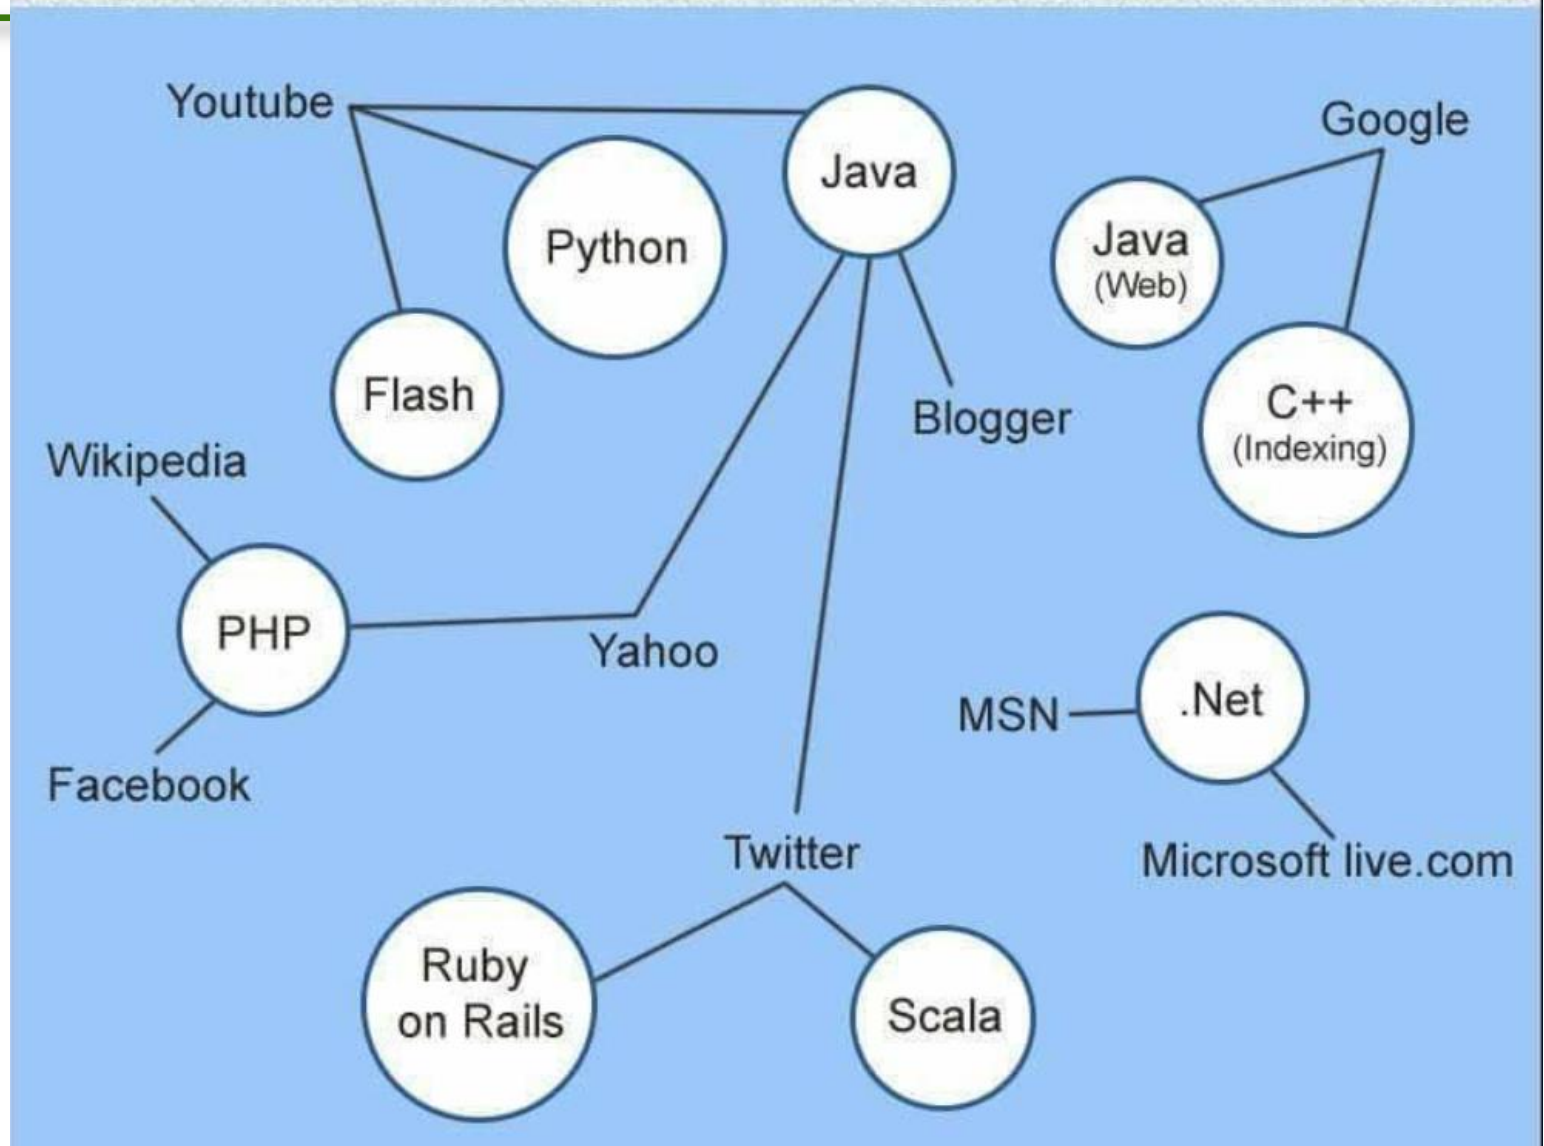 Youtube
Java
Google
Python
Java
(Web)
Flash
Blogger
C++
(Indexing)
Wikipedia
PHP
Yahoo
.Net
MSN
Facebook
Twitter
Microsoft live.com
Ruby
on Rails
Scala